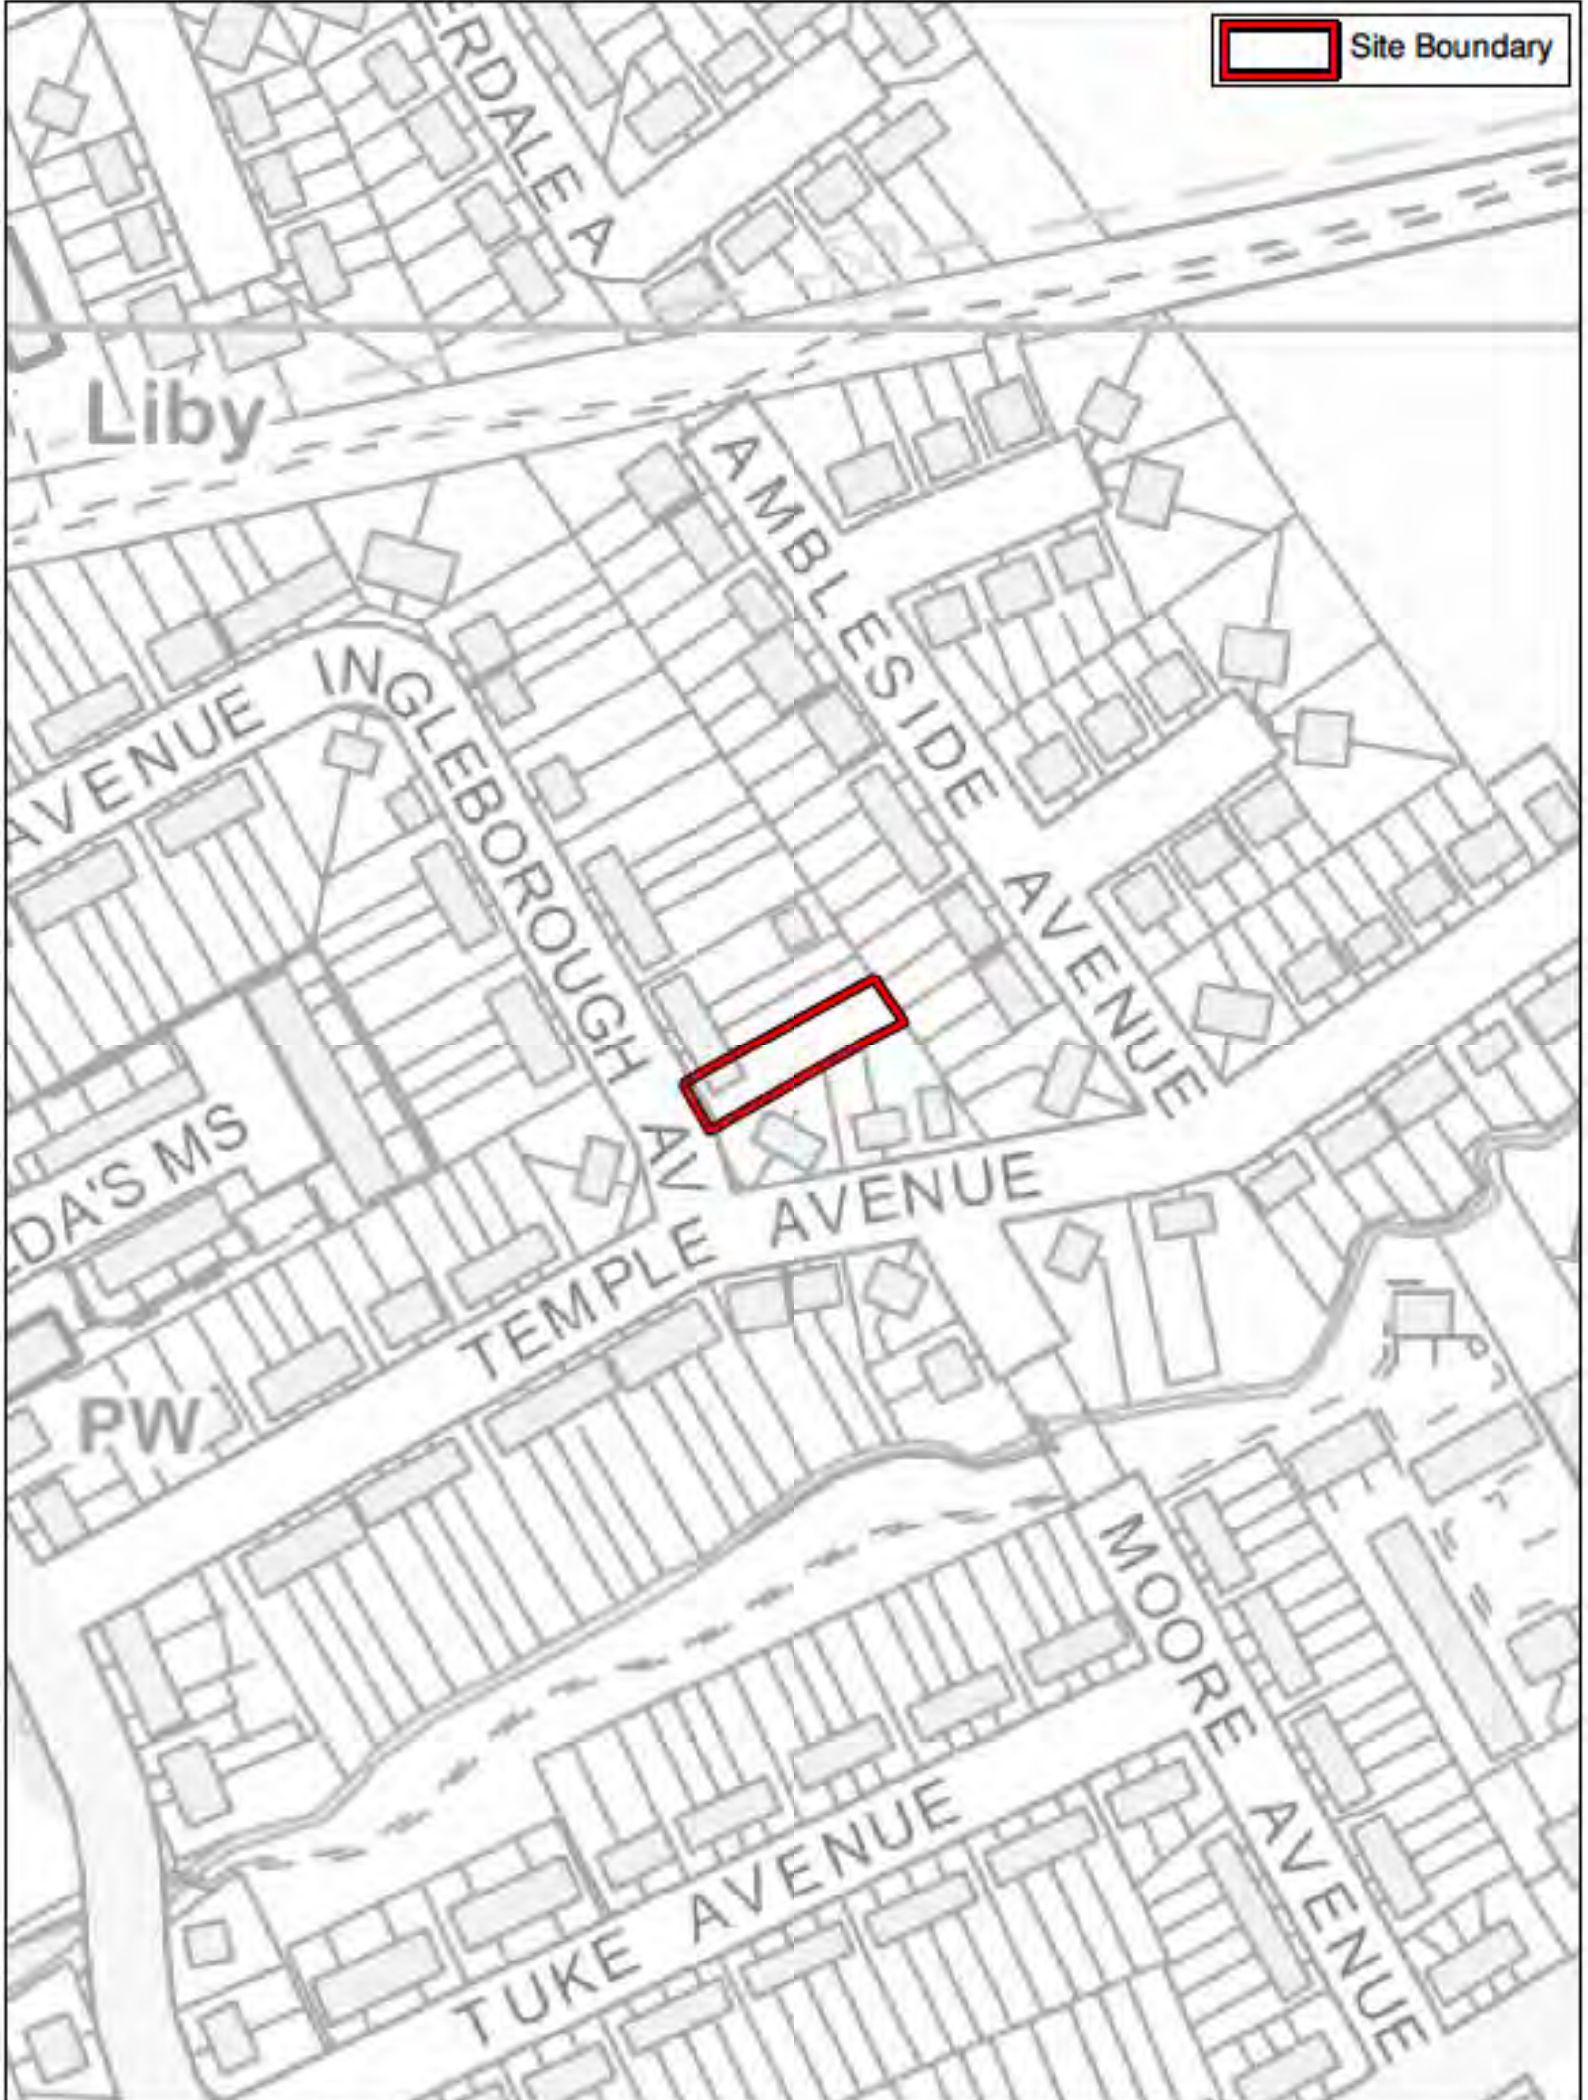 Site Boundary
ERDALE A
Liby
AMBLESIDE AVENUE
AVENUE
INGLEBOROUGH AV
DA'S MS
TEMPLE AVENUE
PW
MOORE AVENUE
TUKE AVENUE